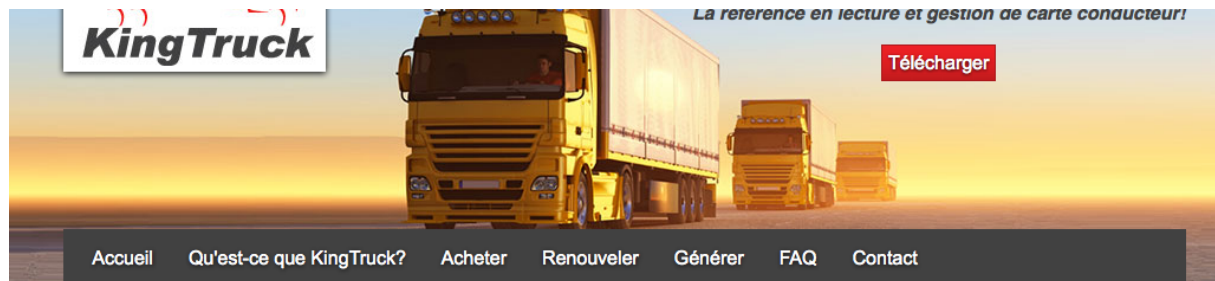 La référence en lecture et gestion de carte conducteur!
KingTruck
Télécharger
Accueil Qu'est-ce que KingTruck? Acheter Renouveler Générer FAQ Contact